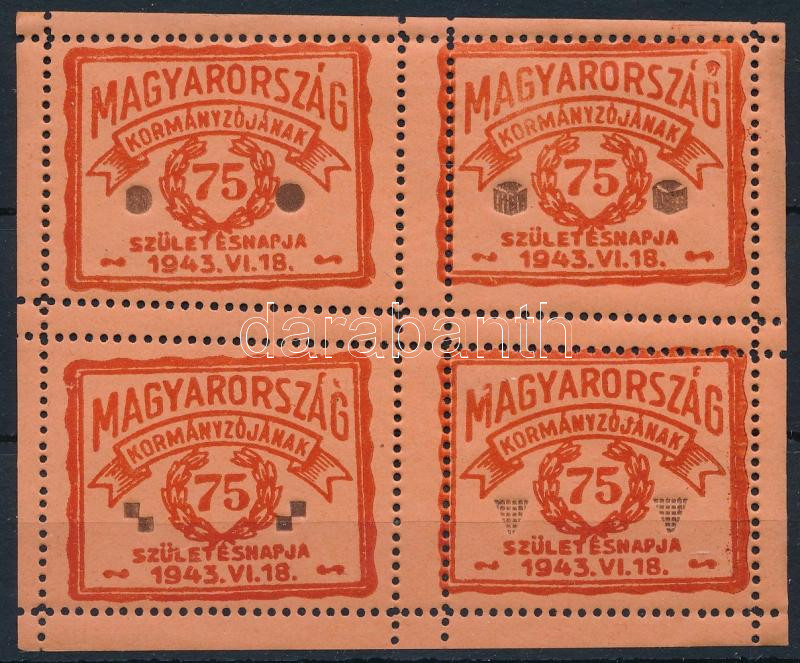 MAGYARORSZÁG
KORMÁNYZÓJÁNAK
75
SZÜLETÉSNAPJA
1943.VI.18.
MAGYARORSZÁG
KORMÁNYZÓJÁNAK
75
SZÜLETÉSNAPJA
1943.VI.18.
darabanth
MAGYARORSZÁG
KORMÁNYZÓJÁNAK
75
SZÜLETÉSNAPJA
1943.VI.18.
MAGYARORSZÁG
KORMÁNYZÓJÁNAK
75
SZÜLETÉSNAPJA
1943.VI.18.